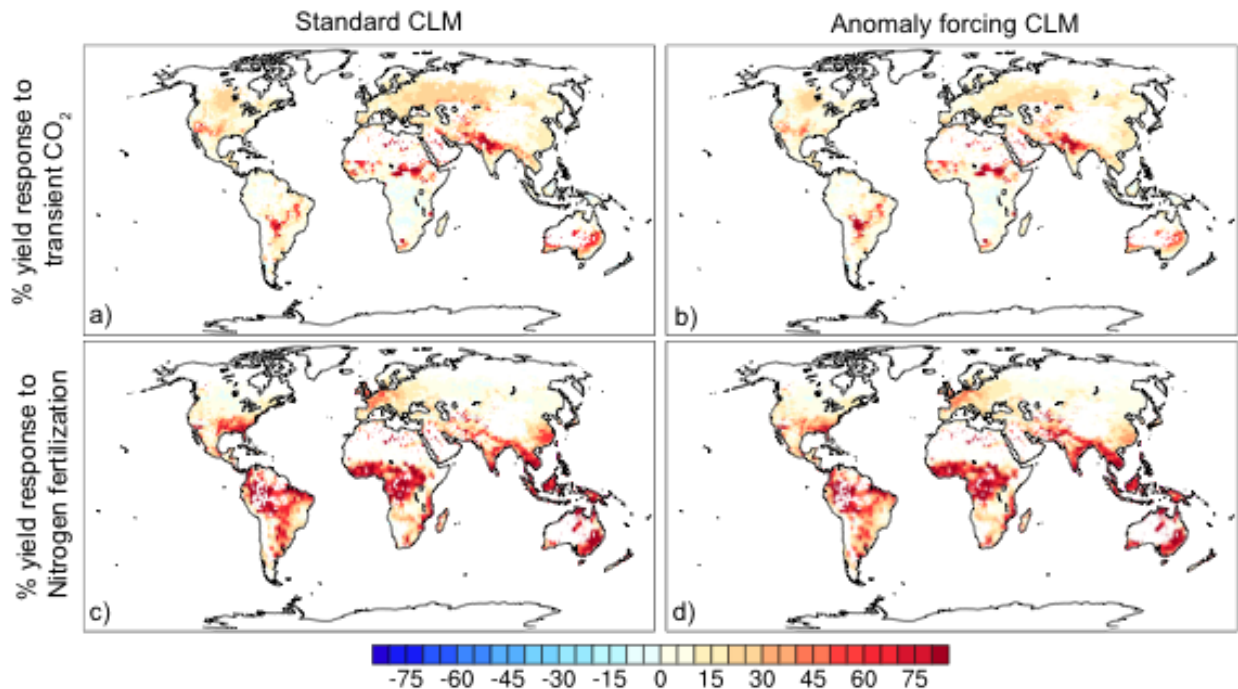 Standard CLM
Anomaly forcing CLM
% yield response to
transient CO₂
a)
b)
% yield response to
Nitrogen fertilization
c)
d)
-75 -60 -45 -30 -15 0 15 30 45 60 75